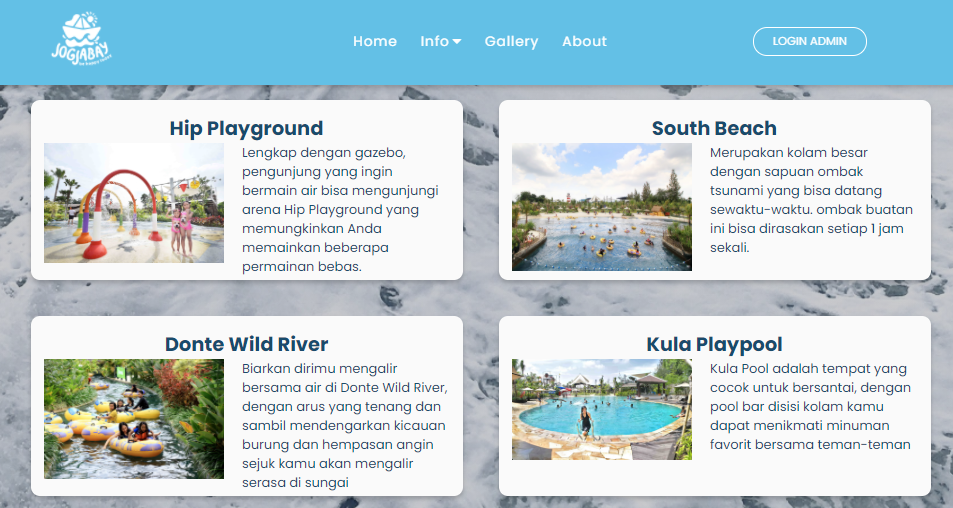 JOGJABAY
Home Info Gallery About
LOGIN ADMIN
Hip Playground
Lengkap dengan gazebo,
pengunjung yang ingin
bermain air bisa mengunjungi
arena Hip Playground yang
memungkinkan Anda
memainkan beberapa
permainan bebas.
South Beach
Merupakan kolam besar
dengan sapuan ombak
tsunami yang bisa datang
sewaktu-waktu. ombak buatan
ini bisa dirasakan setiap 1 jam
sekali.
Donte Wild River
Biarkan dirimu mengalir
bersama air di Donte Wild River,
dengan arus yang tenang dan
sambil mendengarkan kicauan
burung dan hempasan angin
sejuk kamu akan mengalir
serasa di sungai
Kula Playpool
Kula Pool adalah tempat yang
cocok untuk bersantai, dengan
pool bar disisi kolam kamu
dapat menikmati minuman
favorit bersama teman-teman